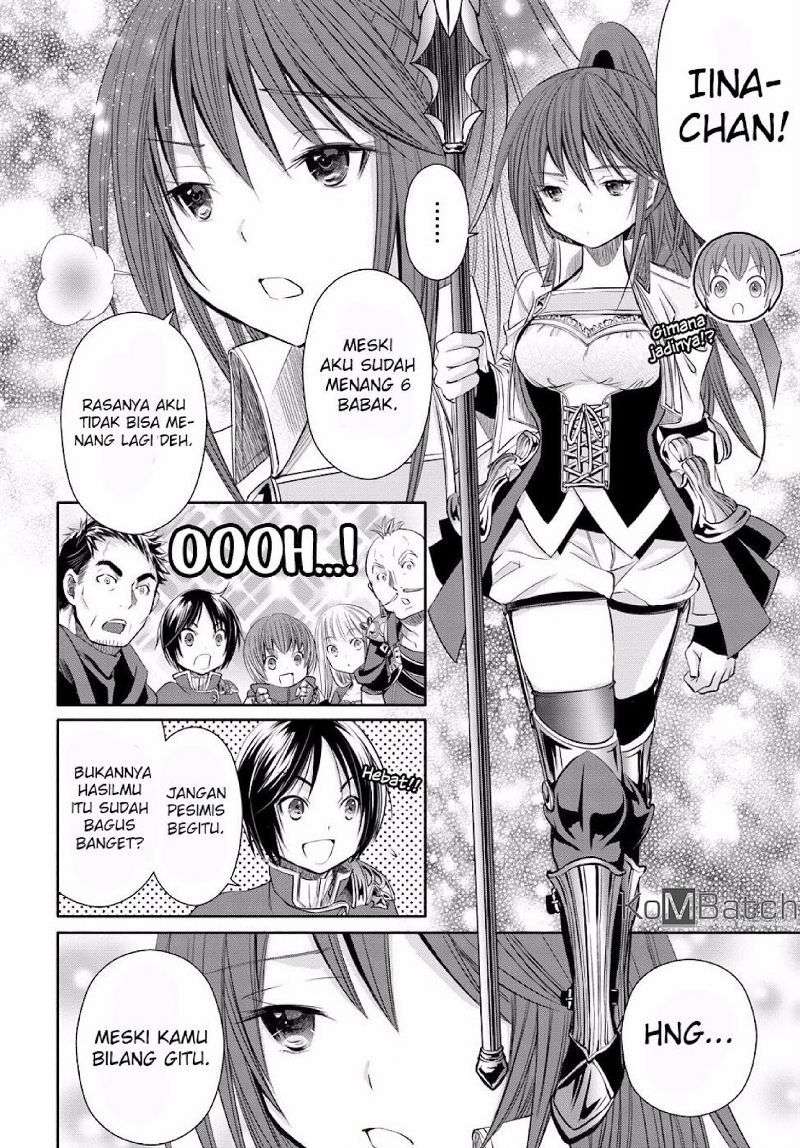 IINA-
CHAN!
Gimana
jadinya!?
......
MESKI
AKU SUDAH
MENANG 6
BABAK.
RASANYA AKU
TIDAK BISA ME-
NANG LAGI DEH.
OOOH...!
Hebat!!
JANGAN
PESIMIS
BEGITU.
BUKANNYA
HASILMU
ITU SUDAH
BAGUS
BANGET?
KoMBatch
HNG...
MESKI KAMU
BILANG GITU.